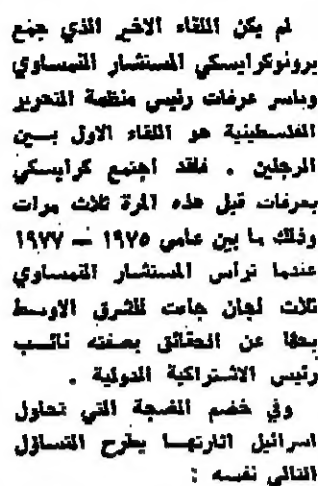 لم يكن اللقاء الاخير الذي جمع
برونوكرايسكي المستشار النمساوي
وياسر عرفات رئيس منظمة التحرير
الفلسطينية هو اللقاء الاول بين
الرجلين . فلقد اجتمع كرايسكي
بعرفات قبل هذه المرة ثلاث مرات
وذلك ما بين عامي ١٩٧٥ — ١٩٧٧
عندما ترأس المستشار النمساوي
ثلاث لجان جاءت للشرق الاوسط
بحثا عن الحقائق بصفته نائب
رئيس الاشتراكية الدولية .
وفي خضم الضجة التي تحاول
اسرائيل اثارتها يطرح التساؤل
التالي نفسه :